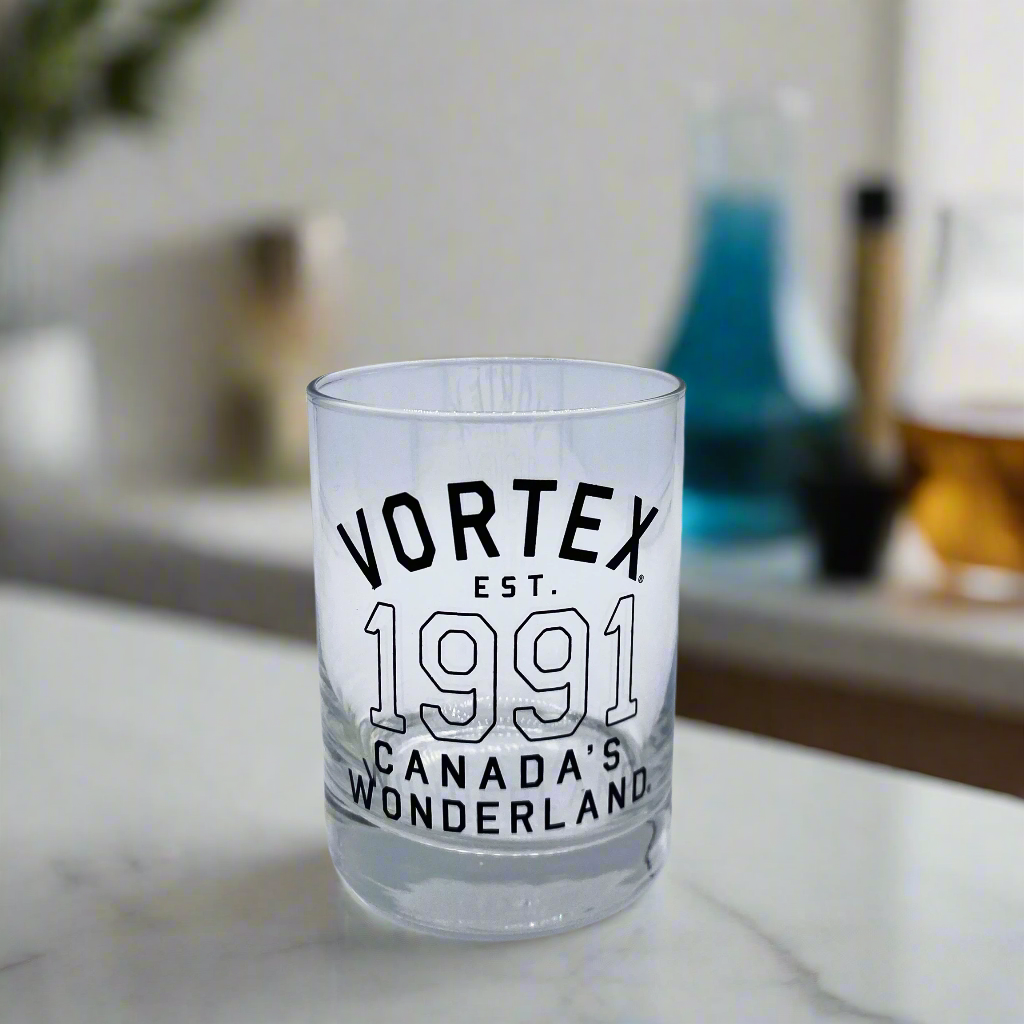 VORTEX®
EST.
1991
CANADA'S
WONDERLAND®